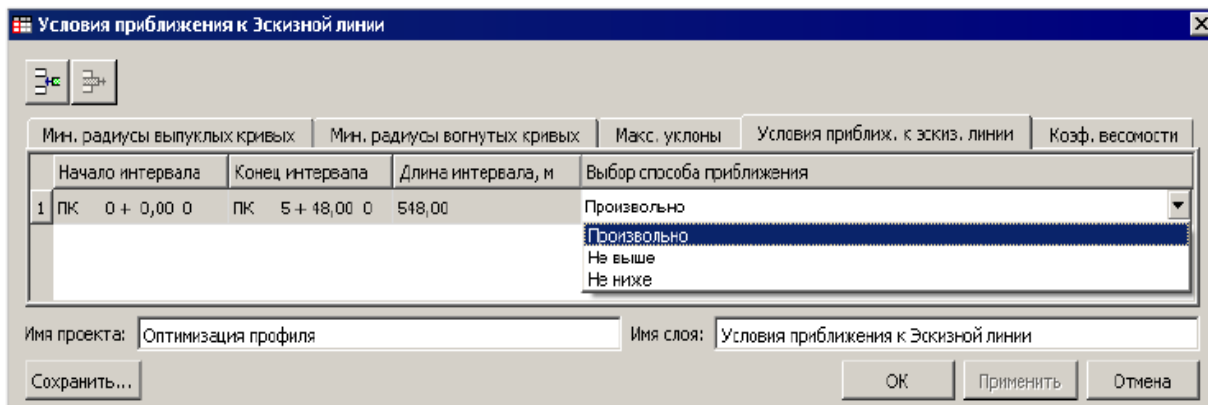 Условия приближения к Эскизной линии
Мин. радиусы выпуклых кривых Мин. радиусы вогнутых кривых Макс. уклоны Условия приближ. к эскиз. линии Коэф. весомости
Начало интервала Конец интервала Длина интервала, м Выбор способа приближения
1 ПК 0 + 0,00 0 ПК 5 + 48,00 0 548,00 Произвольно
Произвольно
Не выше
Не ниже
Имя проекта: Оптимизация профиля Имя слоя: Условия приближения к Эскизной линии
Сохранить... ОК Применить Отмена